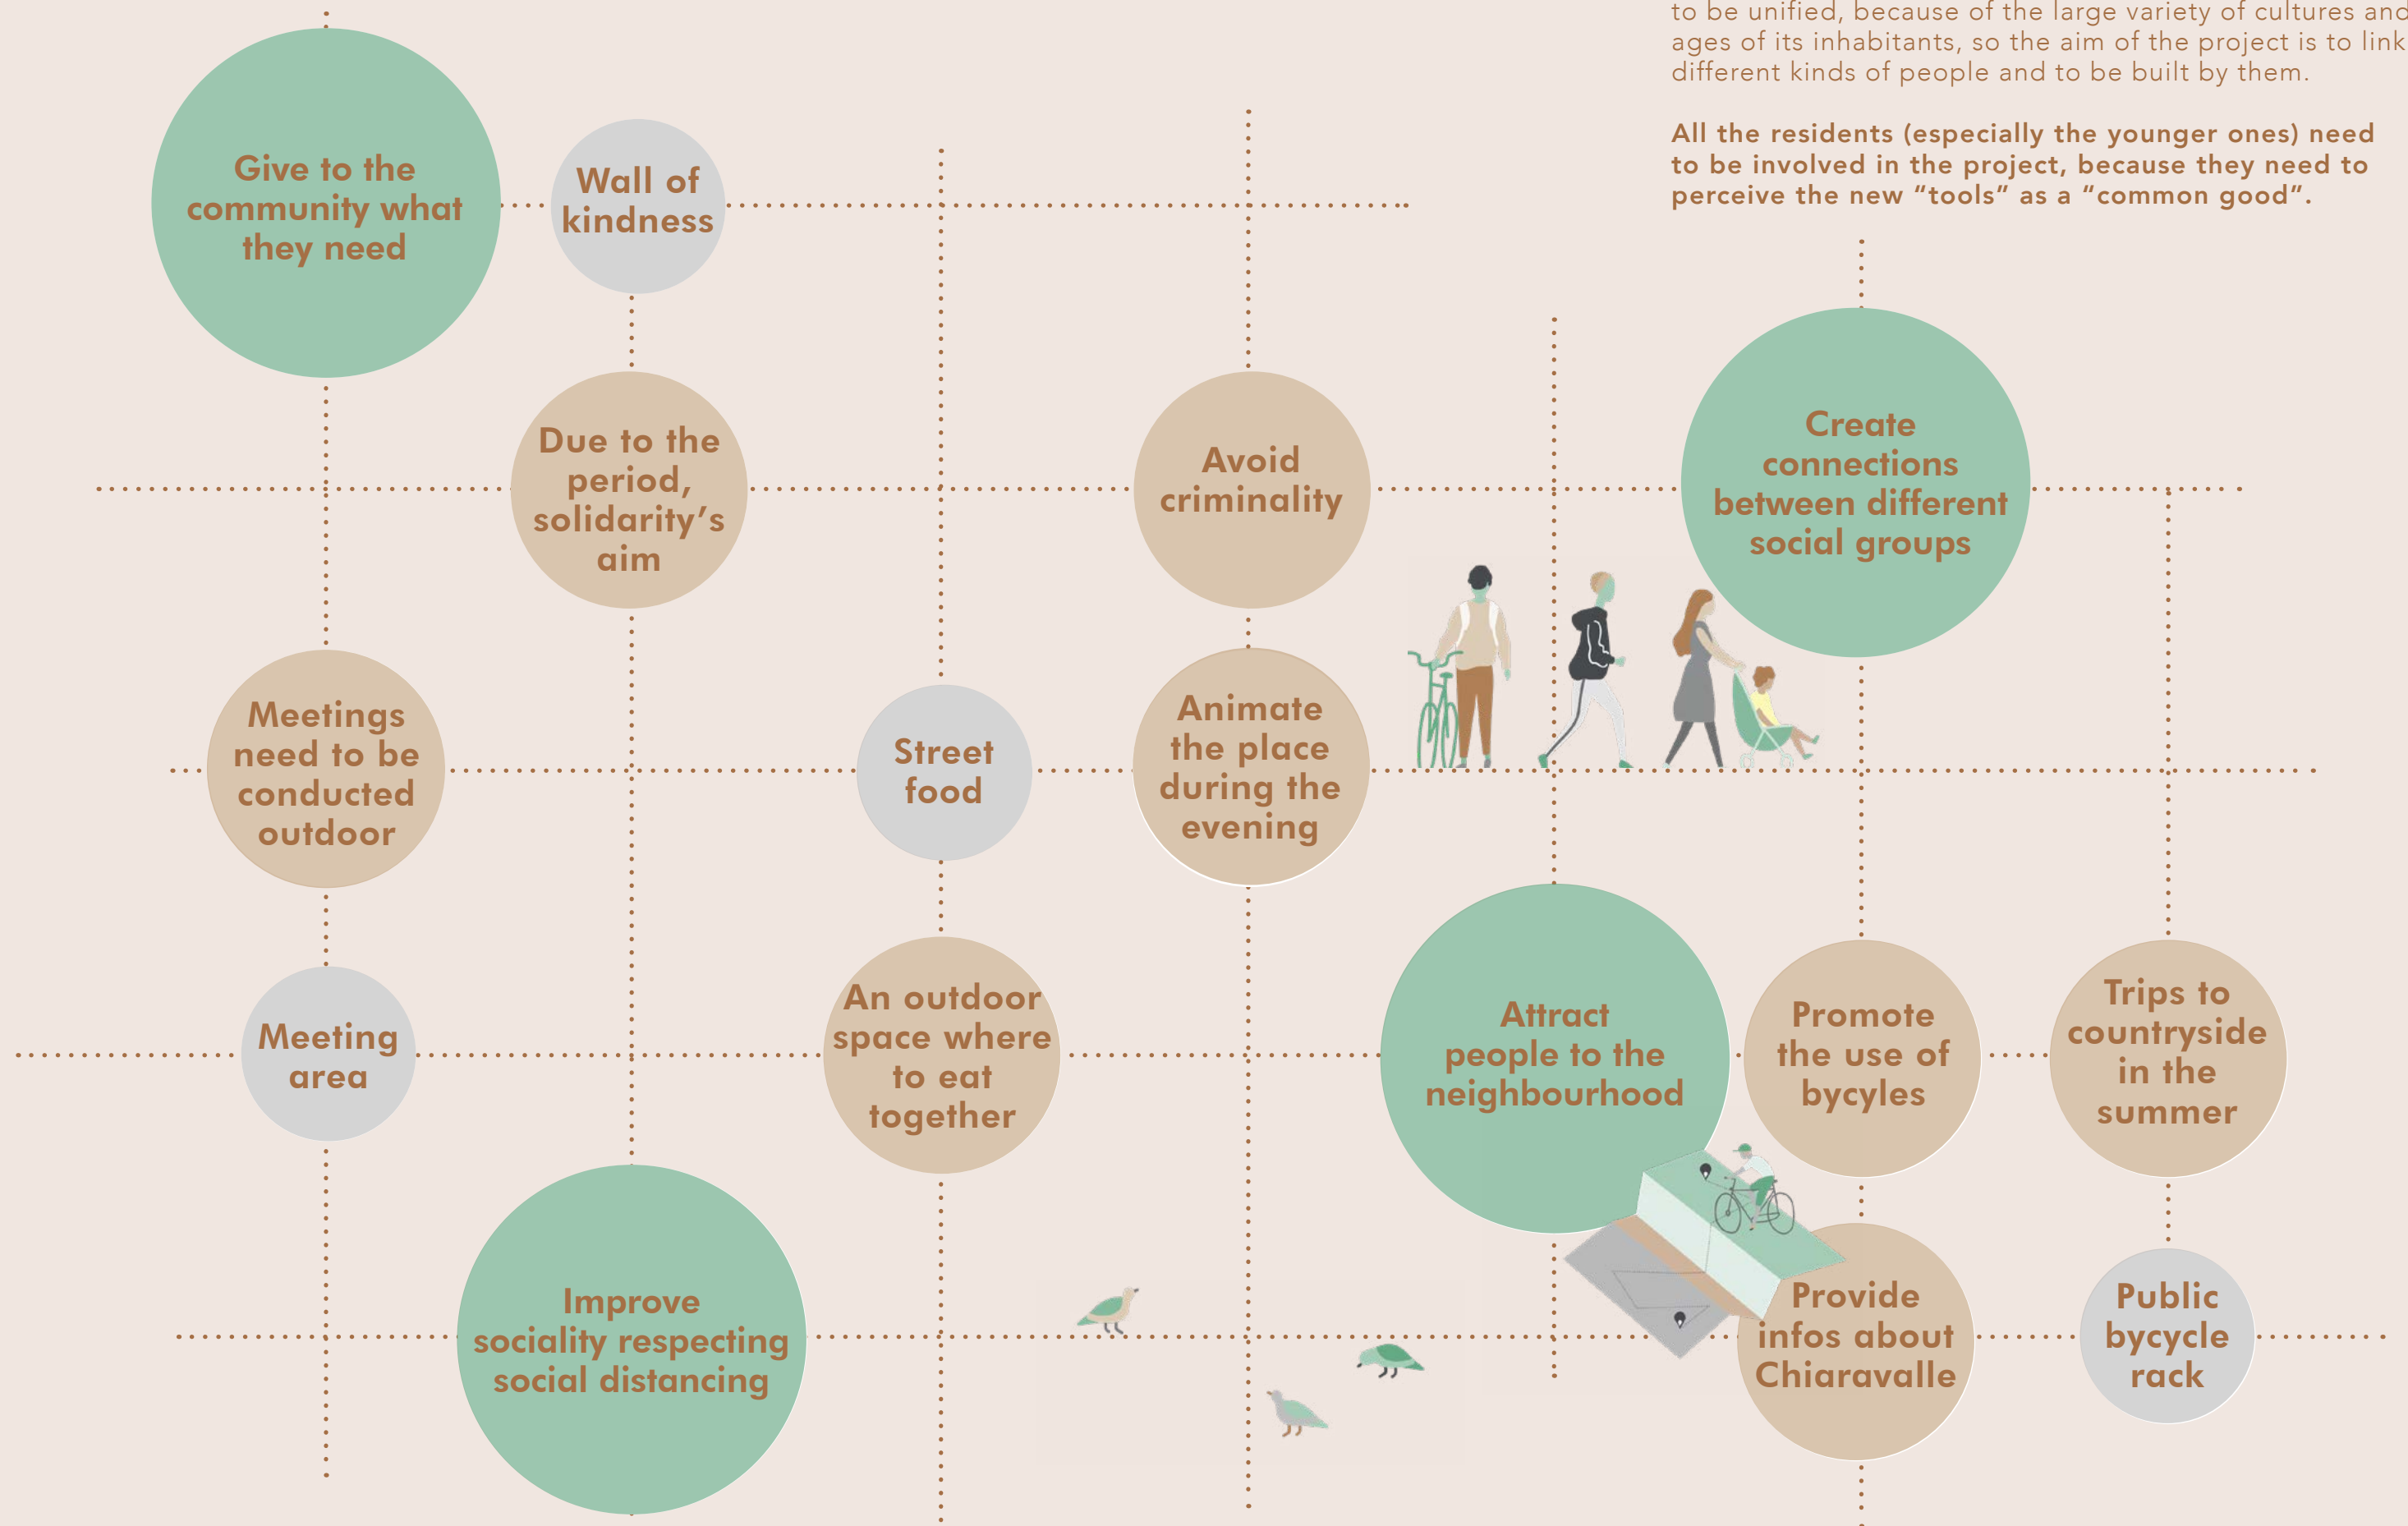 to be unified, because of the large variety of cultures and
ages of its inhabitants, so the aim of the project is to link
different kinds of people and to be built by them.
All the residents (especially the younger ones) need
to be involved in the project, because they need to
perceive the new “tools” as a “common good”.
Give to the
community what
they need
Wall of
kindness
Due to the
period,
solidarity’s
aim
Avoid
criminality
Create
connections
between different
social groups
Meetings
need to be
conducted
outdoor
Street
food
Animate
the place
during the
evening
Meeting
area
An outdoor
space where
to eat
together
Attract
people to the
neighbourhood
Promote
the use of
bycyles
Trips to
countryside
in the
summer
Improve
sociality respecting
social distancing
Provide
infos about
Chiaravalle
Public
bycycle
rack